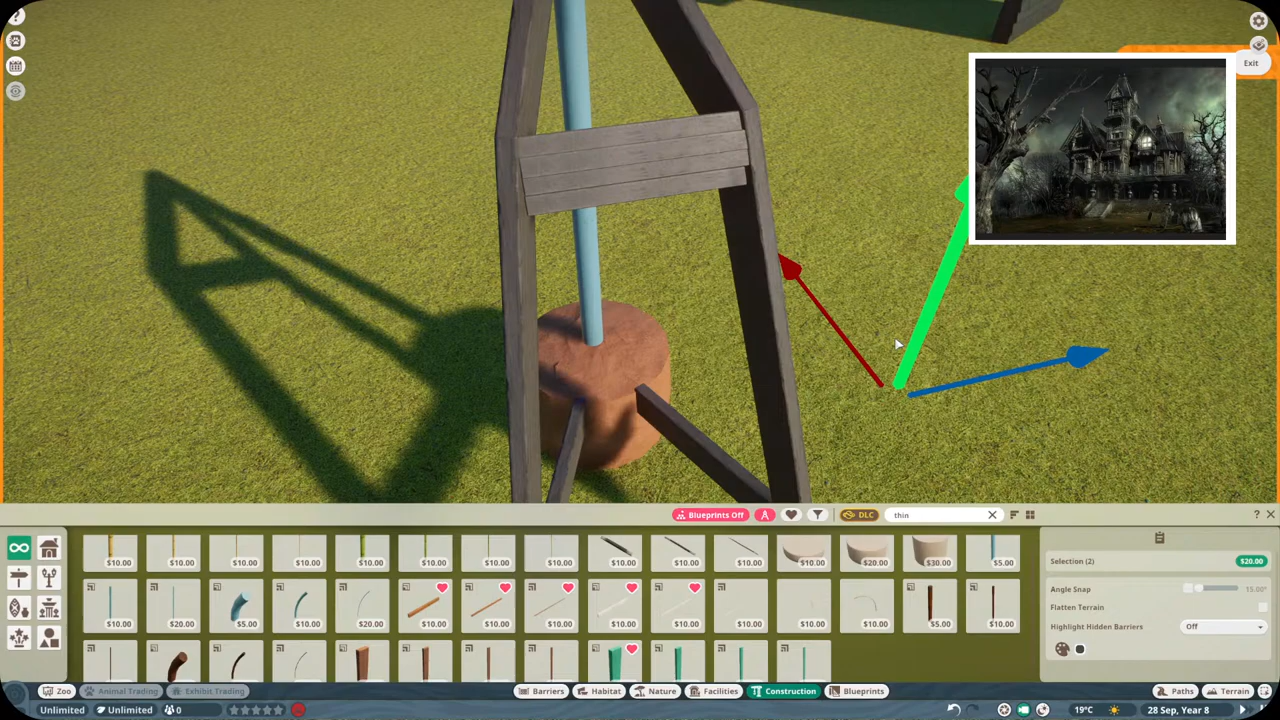 ?
Exit
Blueprints Off
DLC
thin
?
$10.00 $10.00 $10.00 $10.00 $10.00 $10.00 $10.00 $10.00 $10.00 $10.00 $10.00 $10.00 $20.00 $30.00 $5.00
$10.00 $20.00 $5.00 $10.00 $20.00 $10.00 $10.00 $10.00 $10.00 $10.00 $10.00 $10.00 $10.00 $5.00 $10.00
Selection (2) $20.00
Angle Snap 15.00°
Flatten Terrain
Highlight Hidden Barriers Off
Zoo Animal Trading Exhibit Trading Barriers Habitat Nature Facilities Construction Blueprints Paths Terrain
Unlimited Unlimited 0 19°C 28 Sep, Year 8